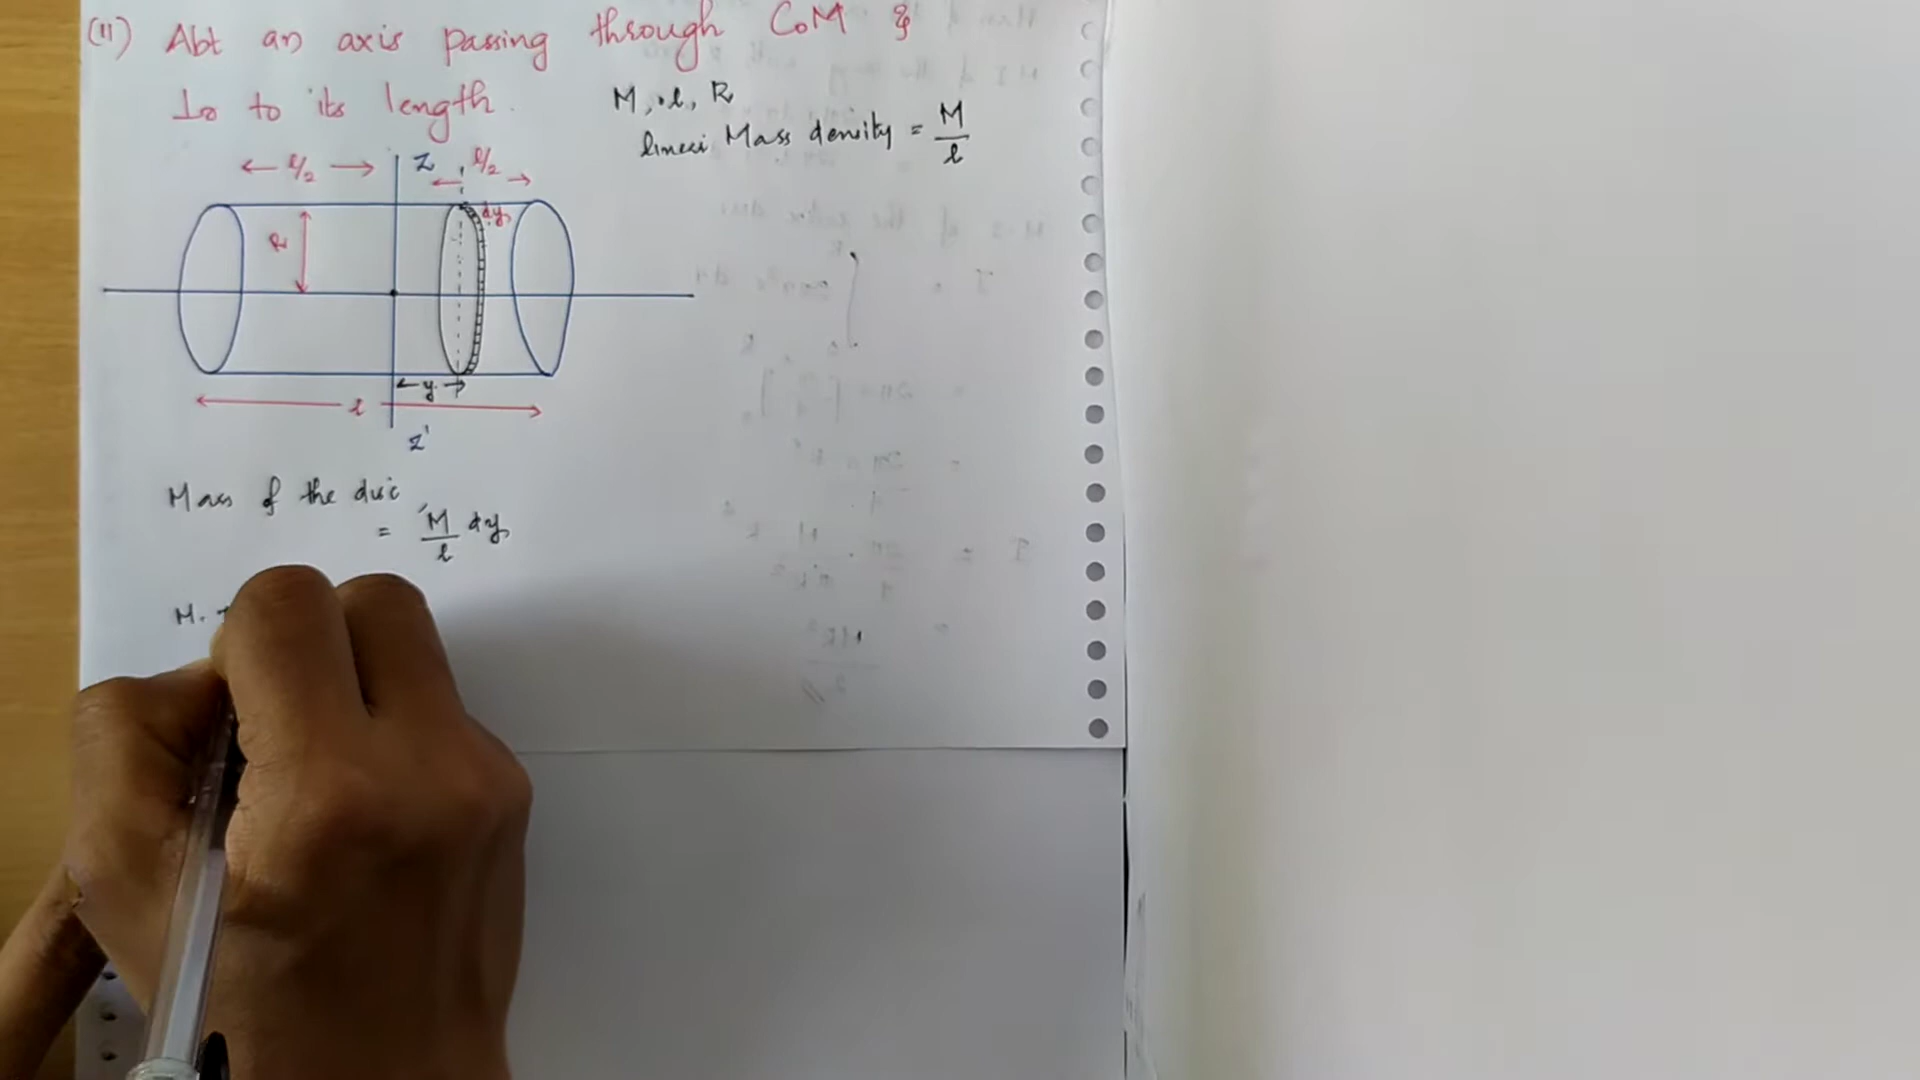 (11) Abt an axis passing through CoM &
⊥r to its length.
M, l, R
linear Mass density = M/l
← l/2 → Z l/2
dy
R
← y →
l
Z'
Mass of the disc
= M/l dy
M.